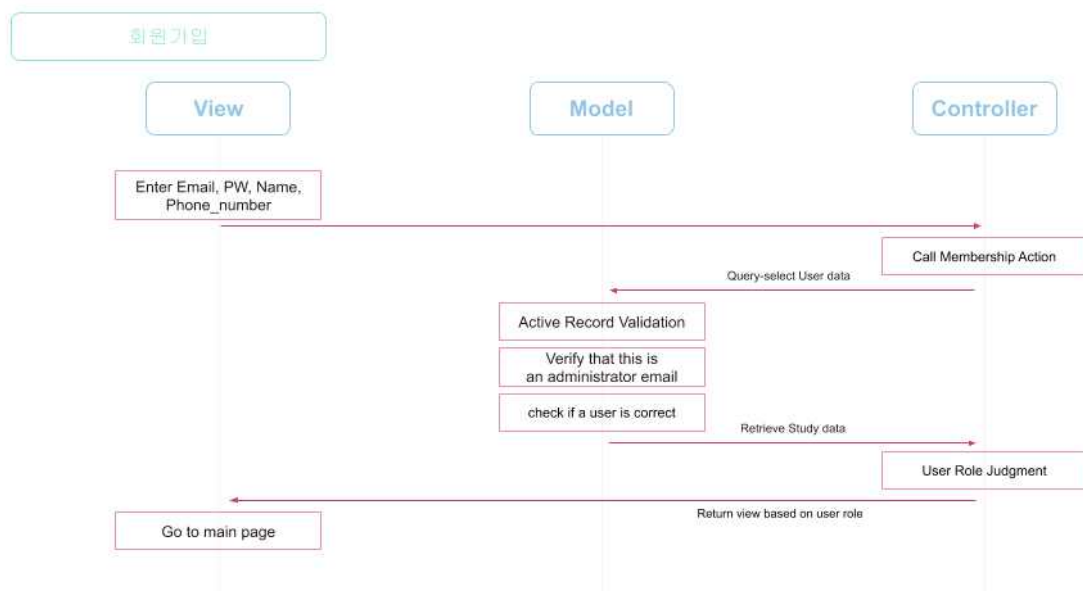 회원가입
View
Model
Controller
Enter Email, PW, Name,
Phone_number
Call Membership Action
Query-select User data
Active Record Validation
Verify that this is
an administrator email
check if a user is correct
Retrieve Study data
User Role Judgment
Return view based on user role
Go to main page